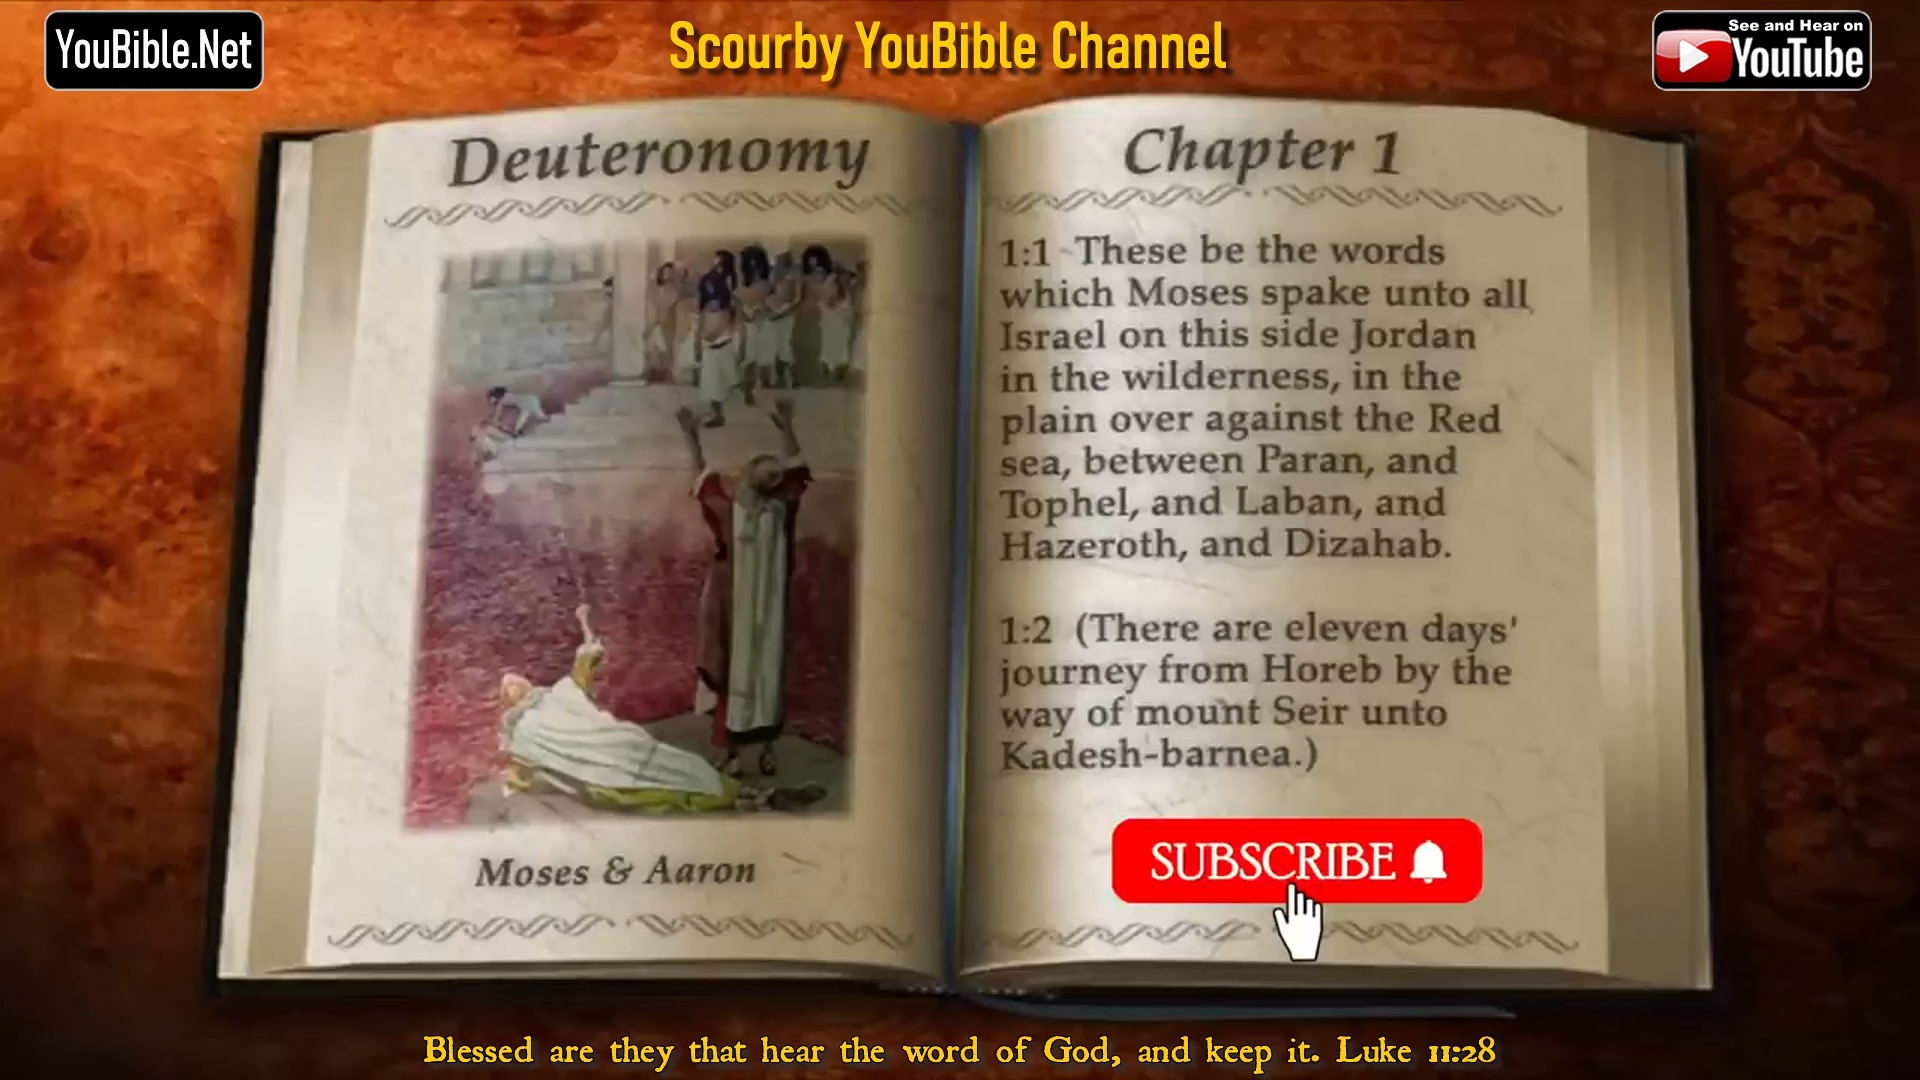 YouBible.Net
Scourby YouBible Channel
See and Hear on
YouTube
Deuteronomy
Moses & Aaron
Chapter 1
1:1 These be the words
which Moses spake unto all
Israel on this side Jordan
in the wilderness, in the
plain over against the Red
sea, between Paran, and
Tophel, and Laban, and
Hazeroth, and Dizahab.
1:2 (There are eleven days'
journey from Horeb by the
way of mount Seir unto
Kadesh-barnea.)
SUBSCRIBE
Blessed are they that hear the word of God, and keep it. Luke 11:28